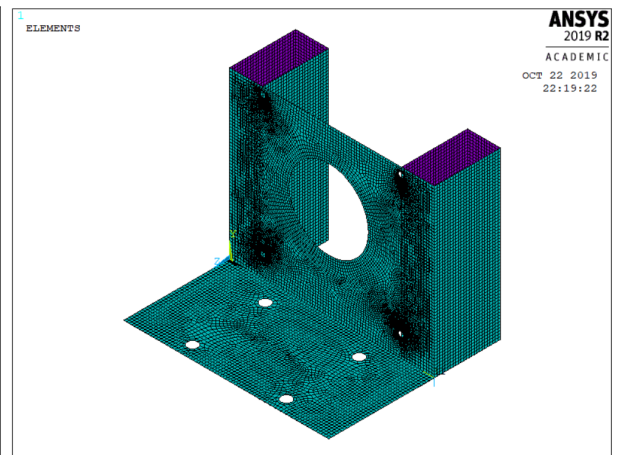 1
ELEMENTS
ANSYS
2019 R2
ACADEMIC
OCT 22 2019
22:19:22
Y
Z